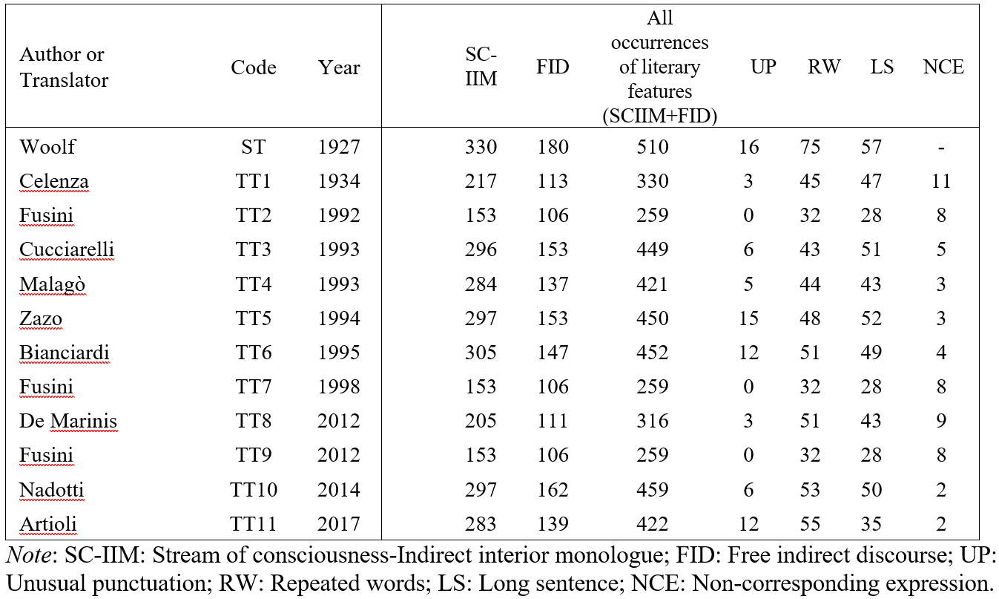 Author or Translator Code Year SC-IIM FID All occurrences of literary features (SCIIM+FID) UP RW LS NCE
Woolf ST 1927 330 180 510 16 75 57 -
Celenza TT1 1934 217 113 330 3 45 47 11
Fusini TT2 1992 153 106 259 0 32 28 8
Cucciarelli TT3 1993 296 153 449 6 43 51 5
Malagò TT4 1993 284 137 421 5 44 43 3
Zazo TT5 1994 297 153 450 15 48 52 3
Bianciardi TT6 1995 305 147 452 12 51 49 4
Fusini TT7 1998 153 106 259 0 32 28 8
De Marinis TT8 2012 205 111 316 3 51 43 9
Fusini TT9 2012 153 106 259 0 32 28 8
Nadotti TT10 2014 297 162 459 6 53 50 2
Artioli TT11 2017 283 139 422 12 55 35 2
Note: SC-IIM: Stream of consciousness-Indirect interior monologue; FID: Free indirect discourse; UP:
Unusual punctuation; RW: Repeated words; LS: Long sentence; NCE: Non-corresponding expression.